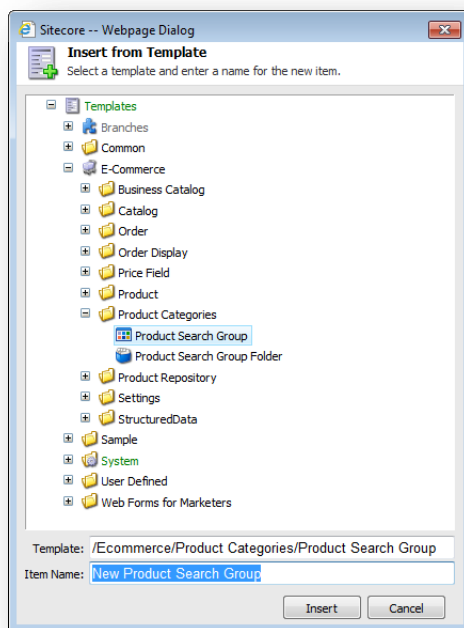 Sitecore -- Webpage Dialog
Insert from Template
Select a template and enter a name for the new item.
Templates
Branches
Common
E-Commerce
Business Catalog
Catalog
Order
Order Display
Price Field
Product
Product Categories
Product Search Group
Product Search Group Folder
Product Repository
Settings
StructuredData
Sample
System
User Defined
Web Forms for Marketers
Template: /Ecommerce/Product Categories/Product Search Group
Item Name: New Product Search Group
Insert Cancel